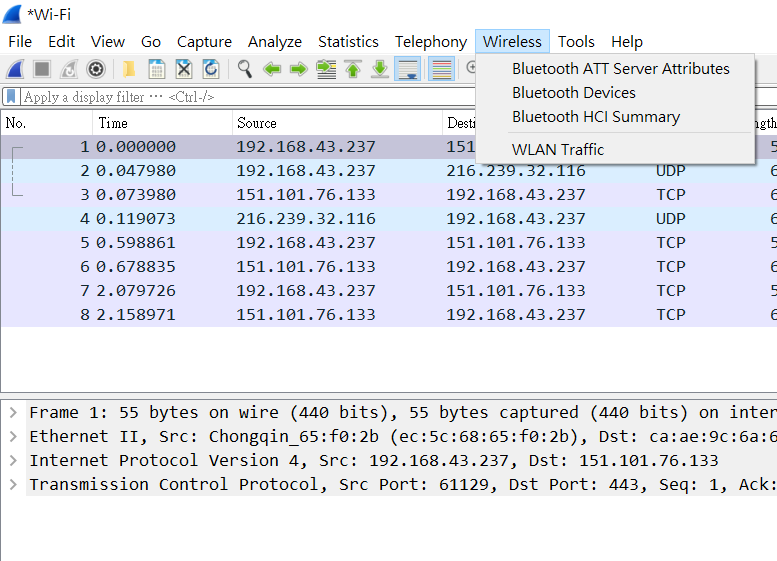 *Wi-Fi
File Edit View Go Capture Analyze Statistics Telephony Wireless Tools Help
Bluetooth ATT Server Attributes
Bluetooth Devices
Bluetooth HCI Summary
WLAN Traffic
Apply a display filter ⋯ <Ctrl-/>
No. Time Source
1 0.000000 192.168.43.237
2 0.047980 216.239.32.116 UDP
3 0.073980 151.101.76.133 192.168.43.237 TCP
4 0.119073 216.239.32.116 192.168.43.237 UDP
5 0.598861 192.168.43.237 151.101.76.133 TCP
6 0.678835 151.101.76.133 192.168.43.237 TCP
7 2.079726 192.168.43.237 151.101.76.133 TCP
8 2.158971 151.101.76.133 192.168.43.237 TCP
Frame 1: 55 bytes on wire (440 bits), 55 bytes captured (440 bits) on inter
Ethernet II, Src: Chongqin_65:f0:2b (ec:5c:68:65:f0:2b), Dst: ca:ae:9c:6a:6
Internet Protocol Version 4, Src: 192.168.43.237, Dst: 151.101.76.133
Transmission Control Protocol, Src Port: 61129, Dst Port: 443, Seq: 1, Ack: